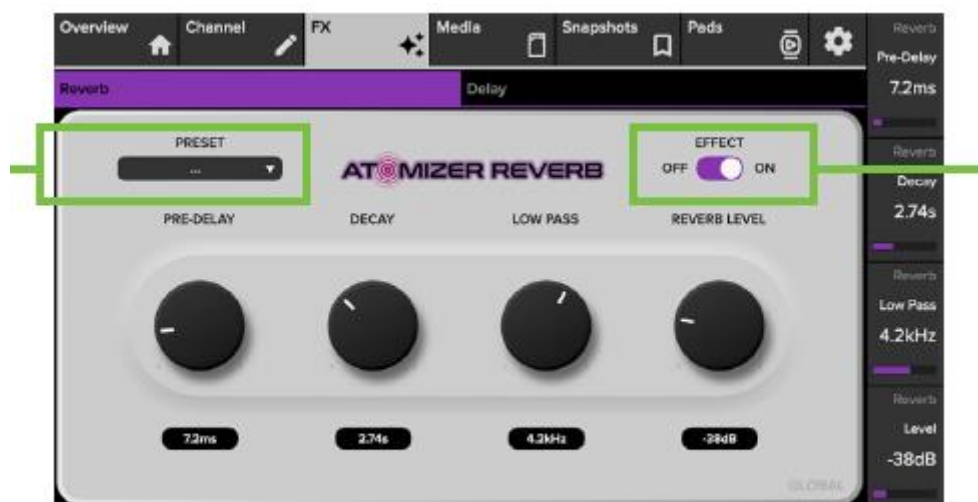 Overview Channel FX Media Snapshots Pads
Reverb Delay
PRESET
...
ATOMIZER REVERB
EFFECT
OFF ON
PRE-DELAY DECAY LOW PASS REVERB LEVEL
7.2ms 2.74s 4.2kHz -38dB
GLOBAL
Reverb
Pre-Delay
7.2ms
Reverb
Decay
2.74s
Reverb
Low Pass
4.2kHz
Reverb
Level
-38dB